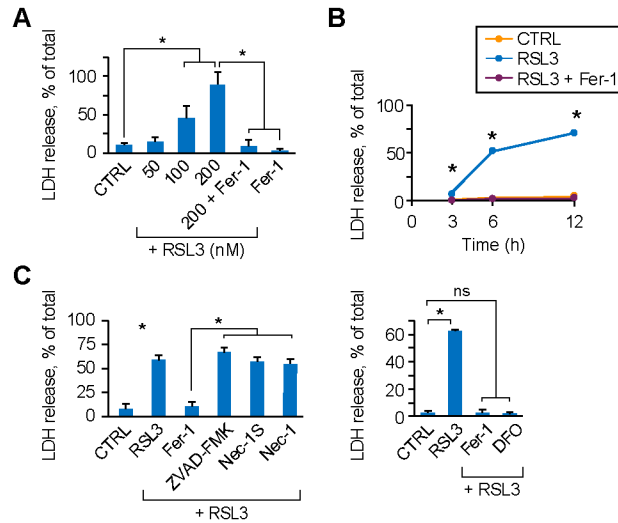 A
LDH release, % of total
100
50
0
*
*
CTRL
50
100
200
200 + Fer-1
Fer-1
+ RSL3 (nM)
B
CTRL
RSL3
RSL3 + Fer-1
LDH release, % of total
100
50
0
*
*
*
0
3
6
12
Time (h)
C
LDH release, % of total
100
75
50
25
0
*
*
CTRL
RSL3
Fer-1
ZVAD-FMK
Nec-1S
Nec-1
+ RSL3
LDH release, % of total
60
40
20
0
ns
*
CTRL
RSL3
Fer-1
DFO
+ RSL3